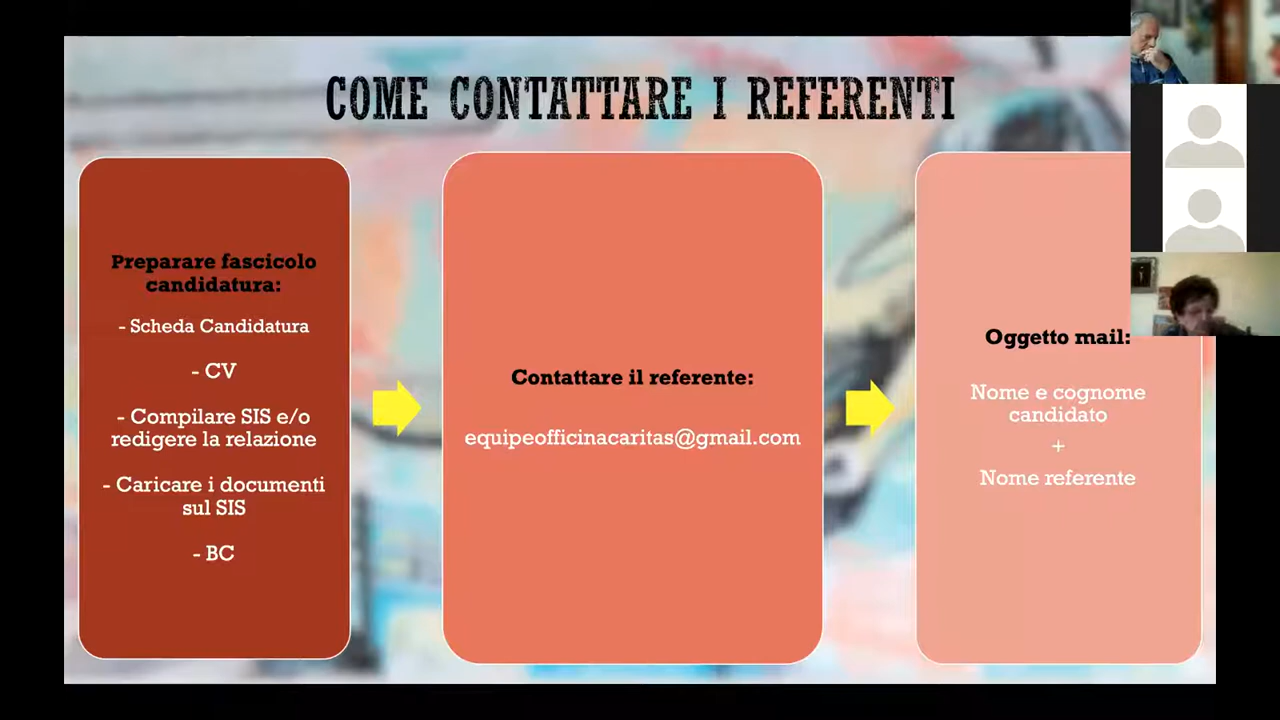 COME CONTATTARE I REFERENTI
Preparare fascicolo
candidatura:
- Scheda Candidatura
- CV
- Compilare SIS e/o
redigere la relazione
- Caricare i documenti
sul SIS
- BC
Contattare il referente:
equipeofficinacaritas@gmail.com
Oggetto mail:
Nome e cognome
candidato
+
Nome referente